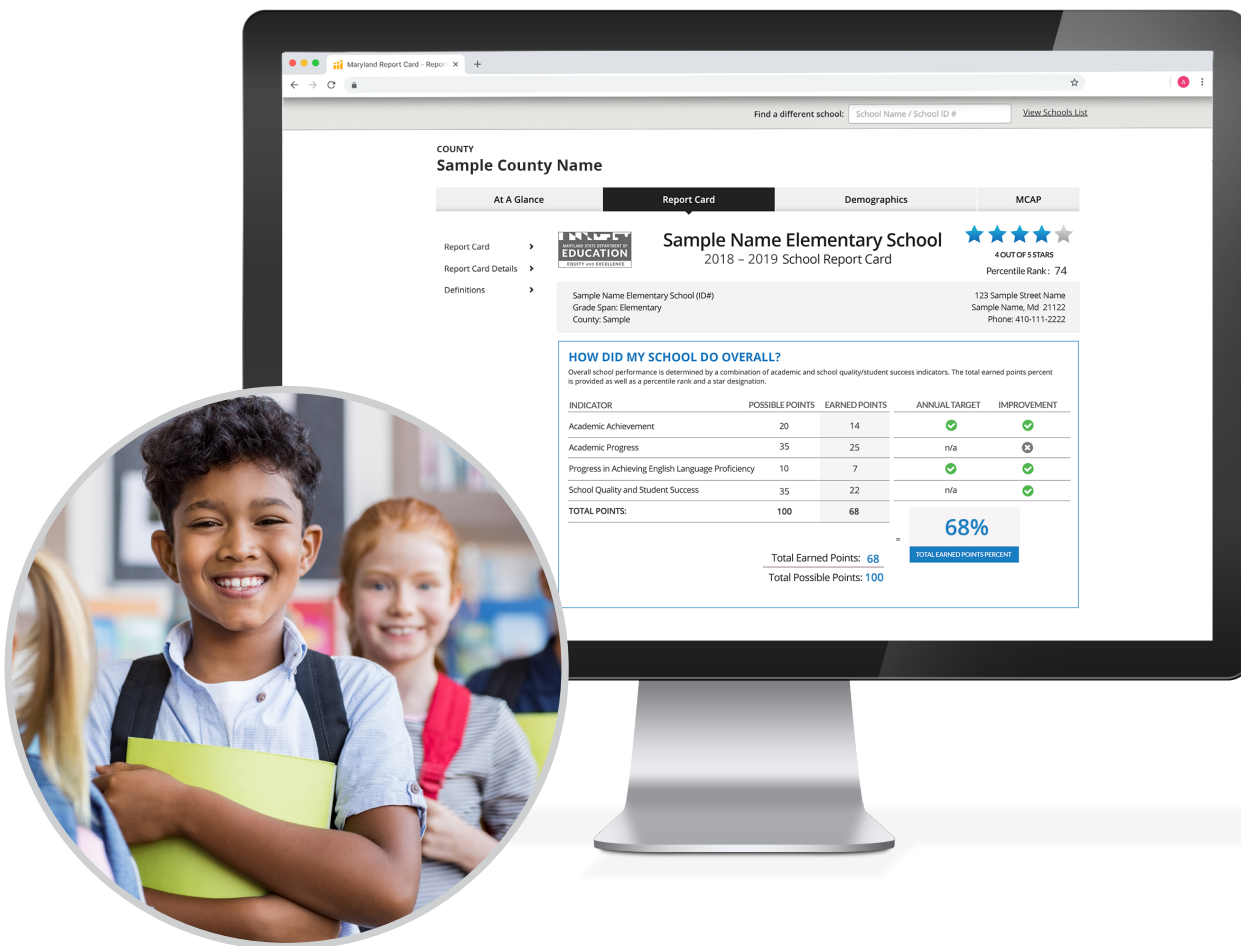 Maryland Report Card - Report
Find a different school: School Name / School ID # View Schools List
COUNTY
Sample County Name
At A Glance Report Card Demographics MCAP
Report Card
Report Card Details
Definitions
MARYLAND STATE DEPARTMENT OF
EDUCATION
EQUITY AND EXCELLENCE
Sample Name Elementary School
2018 – 2019 School Report Card
4 OUT OF 5 STARS
Percentile Rank : 74
Sample Name Elementary School (ID#)
Grade Span: Elementary
County: Sample
123 Sample Street Name
Sample Name, Md 21122
Phone: 410-111-2222
HOW DID MY SCHOOL DO OVERALL?
Overall school performance is determined by a combination of academic and school quality/student success indicators. The total earned points percent
is provided as well as a percentile rank and a star designation.
INDICATOR POSSIBLE POINTS EARNED POINTS ANNUAL TARGET IMPROVEMENT
Academic Achievement 20 14
Academic Progress 35 25 n/a
Progress in Achieving English Language Proficiency 10 7
School Quality and Student Success 35 22 n/a
TOTAL POINTS: 100 68
Total Earned Points: 68
Total Possible Points: 100
= 68%
TOTAL EARNED POINTS PERCENT
A